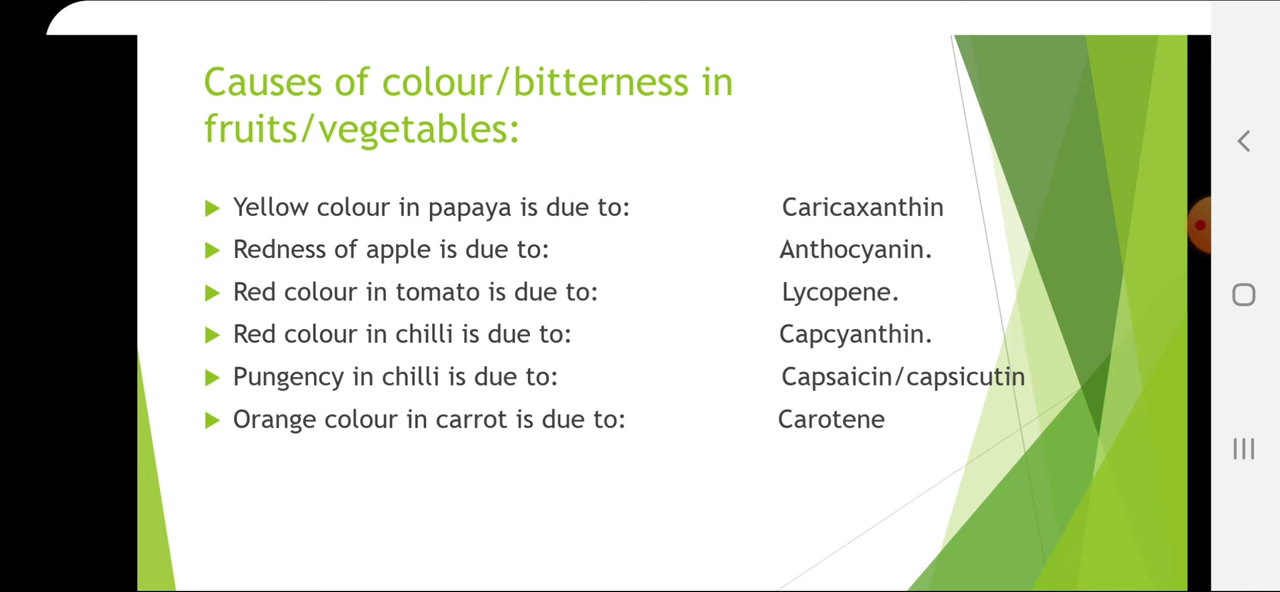 Causes of colour/bitterness in
fruits/vegetables:
Yellow colour in papaya is due to: Caricaxanthin
Redness of apple is due to: Anthocyanin.
Red colour in tomato is due to: Lycopene.
Red colour in chilli is due to: Capcyanthin.
Pungency in chilli is due to: Capsaicin/capsicutin
Orange colour in carrot is due to: Carotene